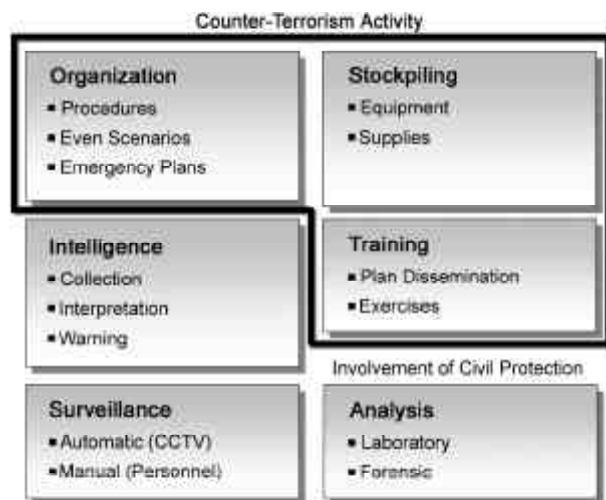 Counter-Terrorism Activity
Organization
▪ Procedures
▪ Even Scenarios
▪ Emergency Plans
Stockpiling
▪ Equipment
▪ Supplies
Intelligence
▪ Collection
▪ Interpretation
▪ Warning
Training
▪ Plan Dissemination
▪ Exercises
Involvement of Civil Protection
Surveillance
▪ Automatic (CCTV)
▪ Manual (Personnel)
Analysis
▪ Laboratory
▪ Forensic